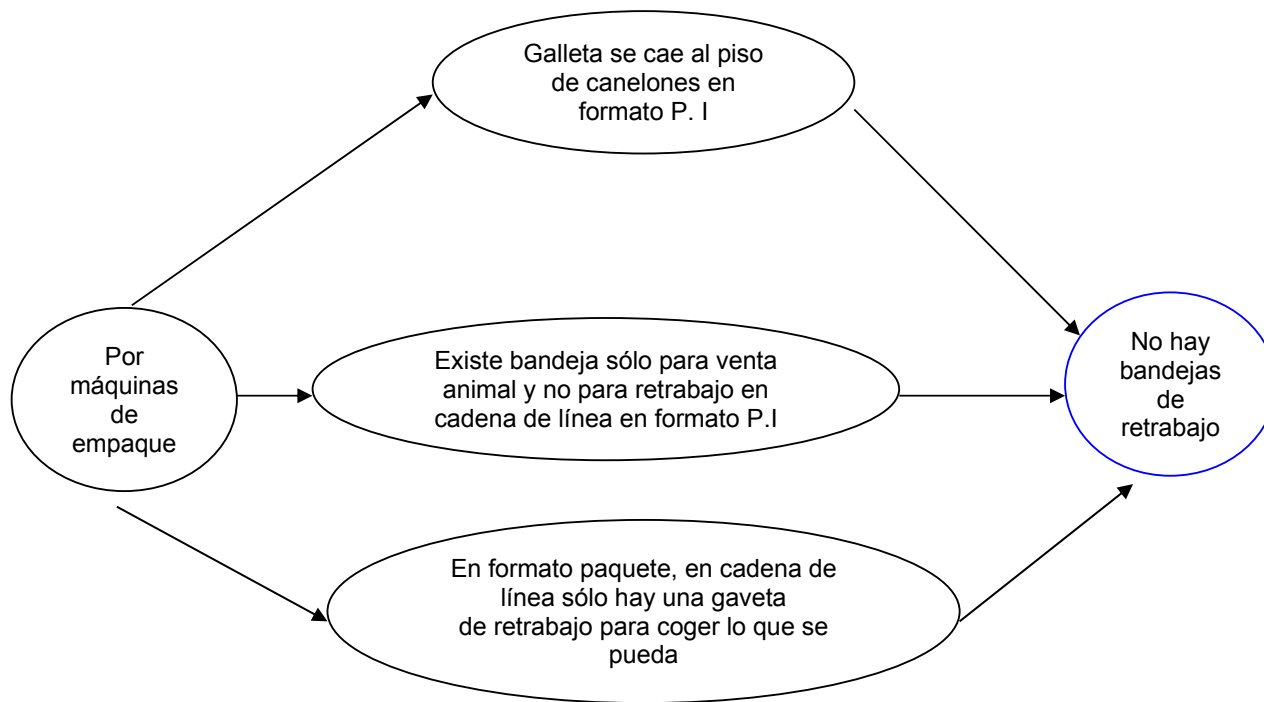 Galleta se cae al piso
de canelones en
formato P. I
Por
máquinas
de
empaque
Existe bandeja sólo para venta
animal y no para retrabajo en
cadena de línea en formato P.I
No hay
bandejas
de
retrabajo
En formato paquete, en cadena de
línea sólo hay una gaveta
de retrabajo para coger lo que se
pueda